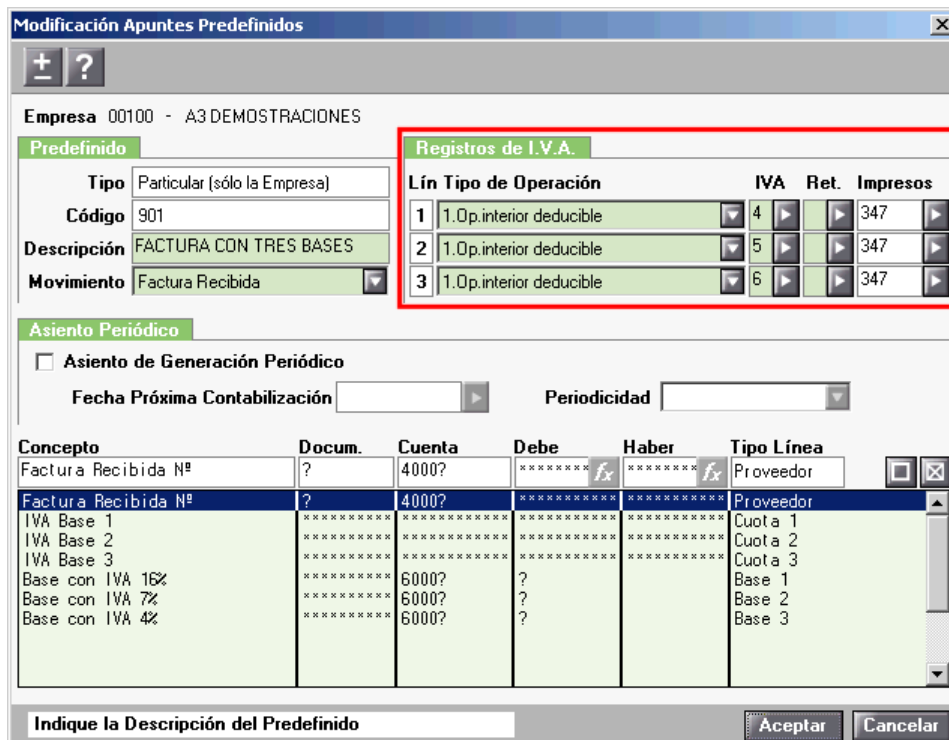 Modificación Apuntes Predefinidos
Empresa 00100 - A3 DEMOSTRACIONES
Predefinido
Tipo Particular (sólo la Empresa)
Código 901
Descripción FACTURA CON TRES BASES
Movimiento Factura Recibida
Registros de I.V.A.
Lín Tipo de Operación IVA Ret. Impresos
1 1.Op.interior deducible 4 347
2 1.Op.interior deducible 5 347
3 1.Op.interior deducible 6 347
Asiento Periódico
Asiento de Generación Periódico
Fecha Próxima Contabilización Periodicidad
Concepto Docum. Cuenta Debe Haber Tipo Línea
Factura Recibida Nº ? 4000? ******** fx ******** fx Proveedor
Factura Recibida Nº ? 4000? *********** *********** Proveedor
IVA Base 1 ********** *********** *********** *********** Cuota 1
IVA Base 2 ********** *********** *********** *********** Cuota 2
IVA Base 3 ********** *********** *********** *********** Cuota 3
Base con IVA 16% ********** 6000? ? Base 1
Base con IVA 7% ********** 6000? ? Base 2
Base con IVA 4% ********** 6000? ? Base 3
Indique la Descripción del Predefinido Aceptar Cancelar